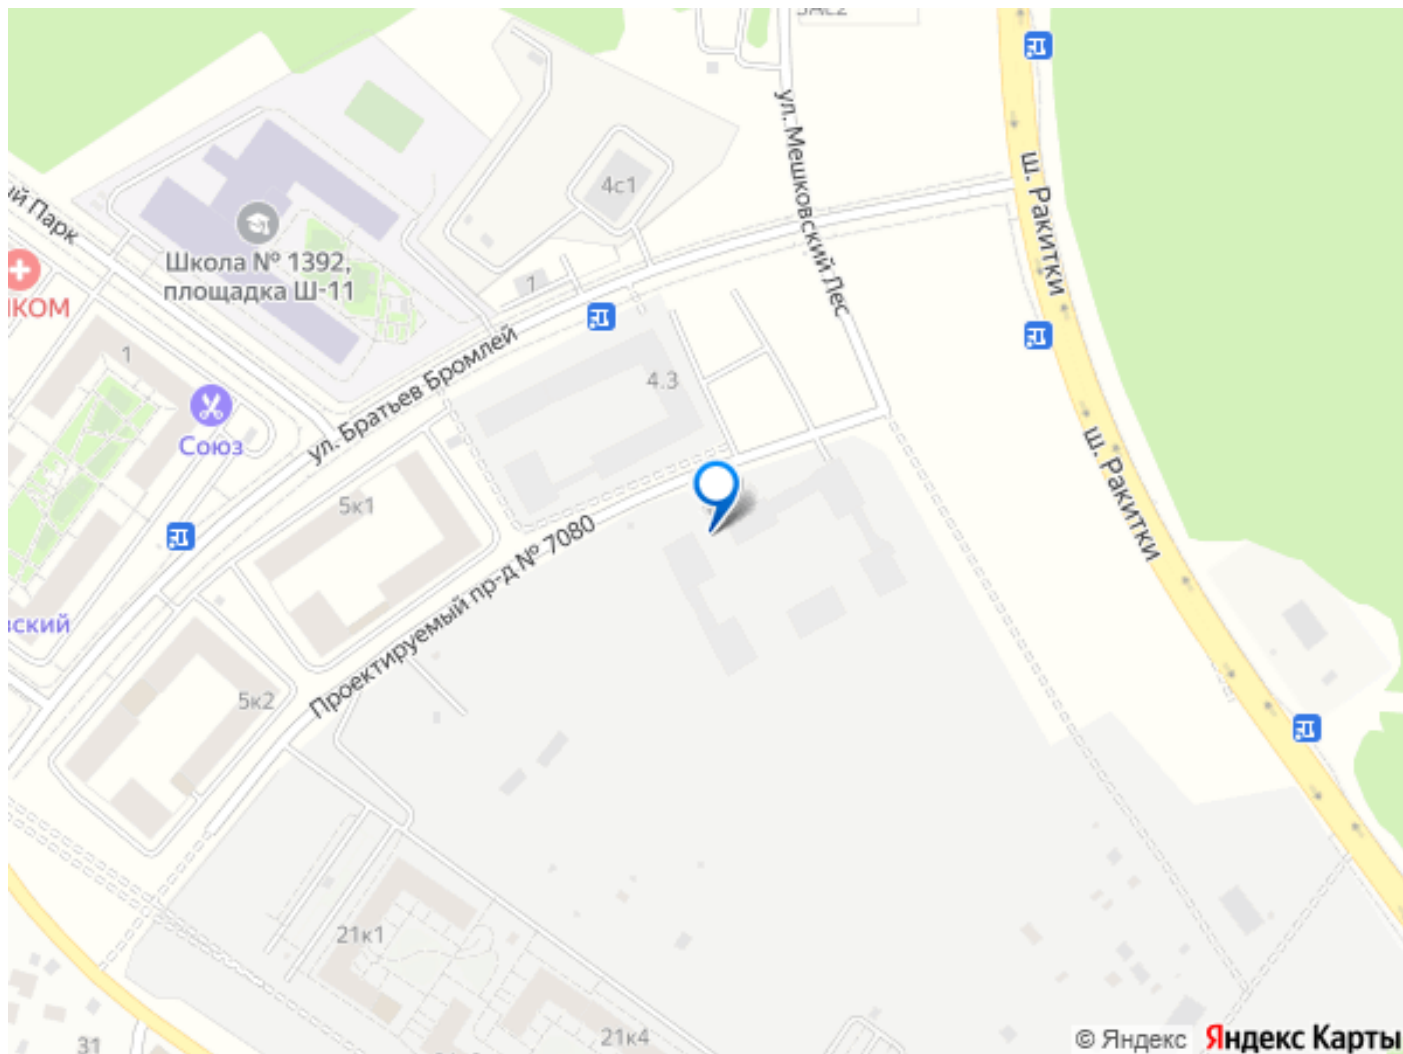 4с1
ул. Мешковский Лес
ш. Ракитки
й Парк
Школа № 1392,
площадка Ш-11
1
КОМ
1
4.3
ул. Братьев Бромлей
Союз
ш. Ракитки
5к1
Проектируемый пр-д № 7080
ский
5к2
21к1
21к4
31
© Яндекс Яндекс Карты